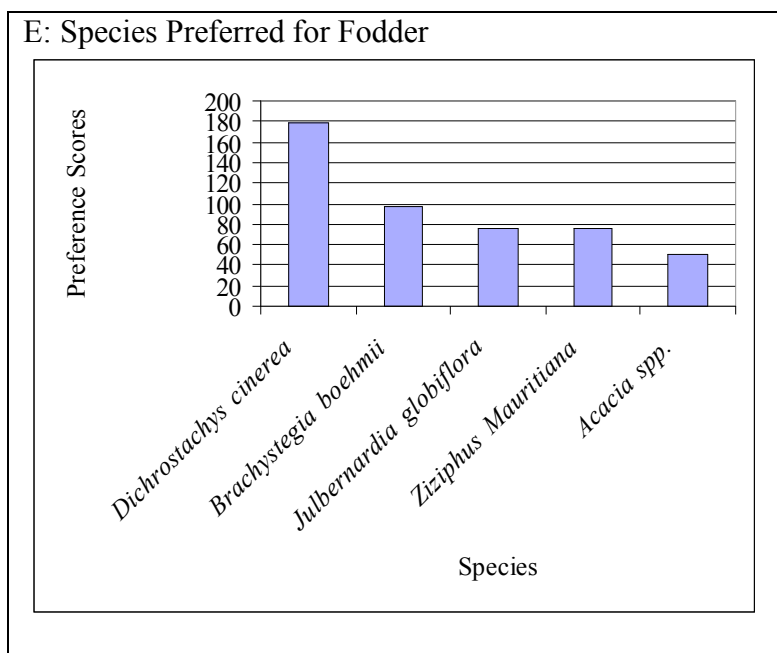 E: Species Preferred for Fodder
Preference Scores
200
180
160
140
120
100
80
60
40
20
0
Dichrostachys cinerea
Brachystegia boehmii
Julbernardia globiflora
Ziziphus Mauritiana
Acacia spp.
Species